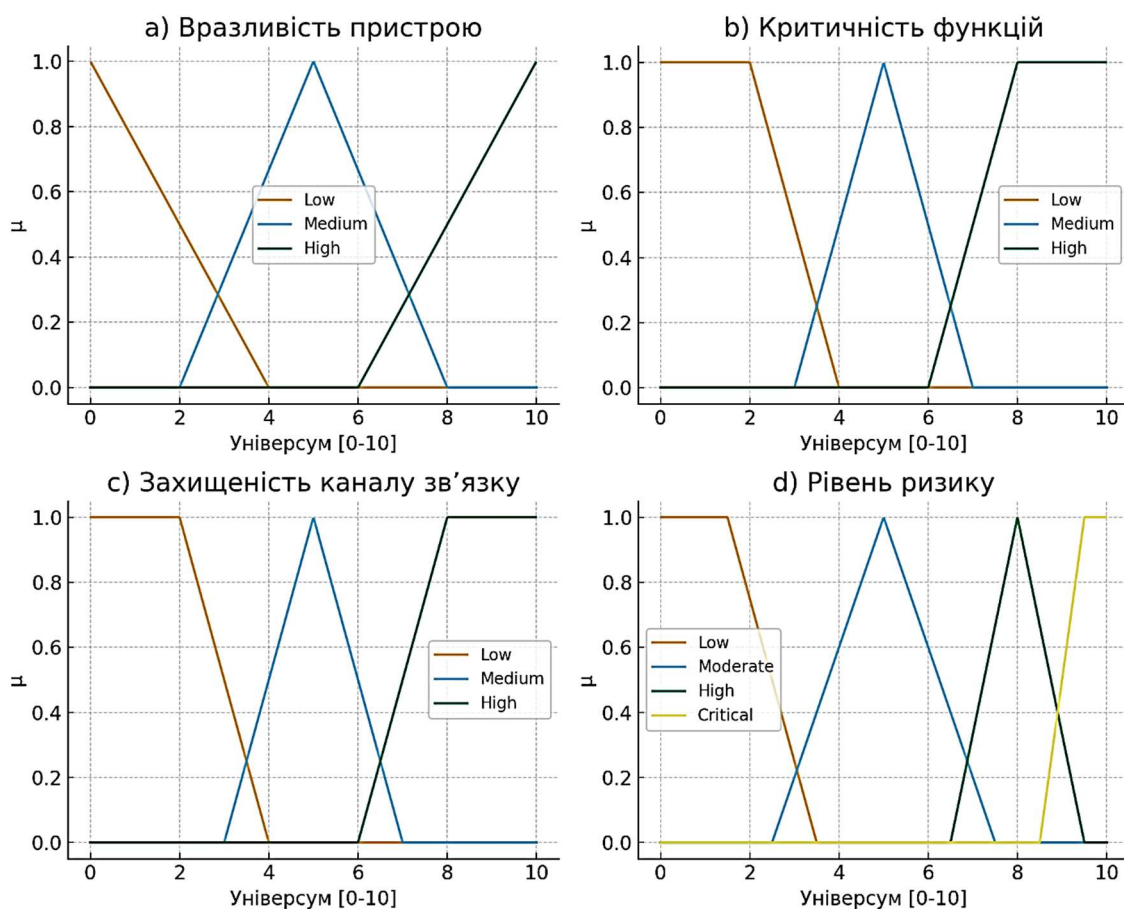 a) Вразливість пристрою
1.0
0.8
0.6
0.4
0.2
0.0
μ
Low
Medium
High
0 2 4 6 8 10
Універсум [0-10]
b) Критичність функцій
1.0
0.8
0.6
0.4
0.2
0.0
μ
Low
Medium
High
0 2 4 6 8 10
Універсум [0-10]
c) Захищеність каналу зв’язку
1.0
0.8
0.6
0.4
0.2
0.0
μ
Low
Medium
High
0 2 4 6 8 10
Універсум [0-10]
d) Рівень ризику
1.0
0.8
0.6
0.4
0.2
0.0
μ
Low
Moderate
High
Critical
0 2 4 6 8 10
Універсум [0-10]